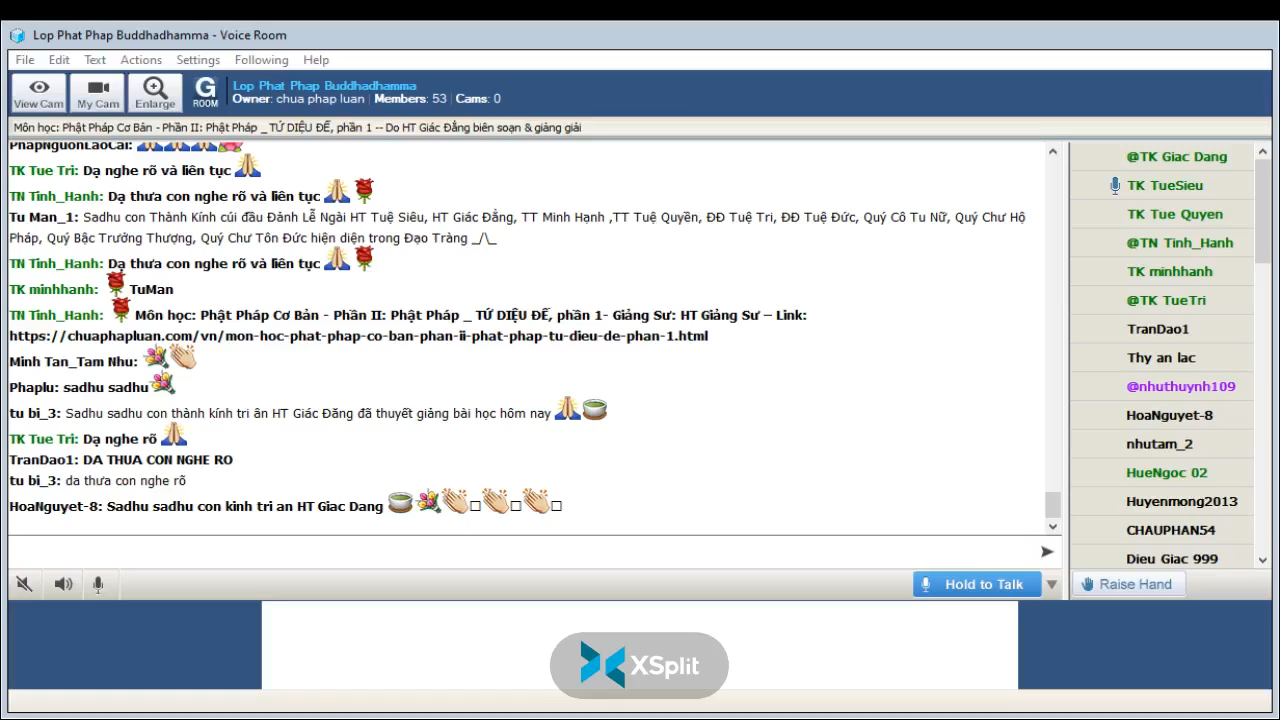 Lop Phat Phap Buddhadhamma - Voice Room
File Edit Text Actions Settings Following Help
View Cam My Cam Enlarge G ROOM
Lop Phat Phap Buddhadhamma
Owner: chua phap luan | Members: 53 | Cams: 0
Môn học: Phật Pháp Cơ Bản - Phần II: Phật Pháp _ TỨ DIỆU ĐẾ, phần 1 -- Do HT Giác Đẳng biên soạn & giảng giải
PhapNguonLaoCai:
TK Tue Tri: Dạ nghe rõ và liên tục
TN Tinh_Hanh: Dạ thưa con nghe rõ và liên tục
Tu Man_1: Sadhu con Thành Kính cúi đầu Đảnh Lễ Ngài HT Tuệ Siêu, HT Giác Đẳng, TT Minh Hạnh ,TT Tuệ Quyền, ĐĐ Tuệ Trị, ĐĐ Tuệ Đức, Quý Cô Tu Nữ, Quý Chư Hộ
Pháp, Quý Bậc Trưởng Thượng, Quý Chư Tôn Đức hiện diện trong Đạo Tràng _/\_
TN Tinh_Hanh: Dạ thưa con nghe rõ và liên tục
TK minhhanh: TuMan
TN Tinh_Hanh: Môn học: Phật Pháp Cơ Bản - Phần II: Phật Pháp _ TỨ DIỆU ĐẾ, phần 1- Giảng Sư: HT Giảng Sư – Link:
https://chuaphapluan.com/vn/mon-hoc-phat-phap-co-ban-phan-ii-phat-phap-tu-dieu-de-phan-1.html
Minh Tan_Tam Nhu:
Phaplu: sadhu sadhu
tu bi_3: Sadhu sadhu con thành kính tri ân HT Giác Đăng đã thuyết giảng bài học hôm nay
TK Tue Tri: Dạ nghe rõ
TranDao1: DA THUA CON NGHE RO
tu bi_3: da thưa con nghe rõ
HoaNguyet-8: Sadhu sadhu con kinh tri an HT Giac Dang
@TK Giac Dang
TK TueSieu
TK Tue Quyen
@TN Tinh_Hanh
TK minhhanh
@TK TueTri
TranDao1
Thy an lac
@nhuthuynh109
HoaNguyet-8
nhutam_2
HueNgoc 02
Huyenmong2013
CHAUPHAN54
Dieu Giac 999
Hold to Talk
Raise Hand
XSplit